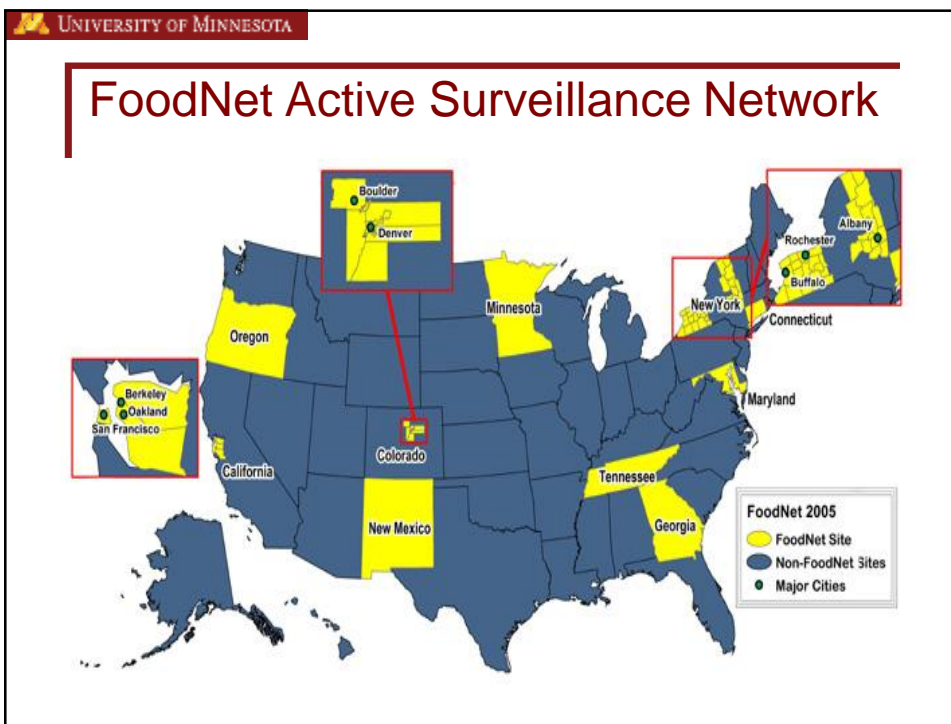 UNIVERSITY OF MINNESOTA
FoodNet Active Surveillance Network
Boulder
Denver
Albany
Rochester
Buffalo
New York
Connecticut
Minnesota
Oregon
Berkeley
Oakland
San Francisco
Maryland
California
Colorado
Tennessee
New Mexico
Georgia
FoodNet 2005
FoodNet Site
Non-FoodNet Sites
Major Cities